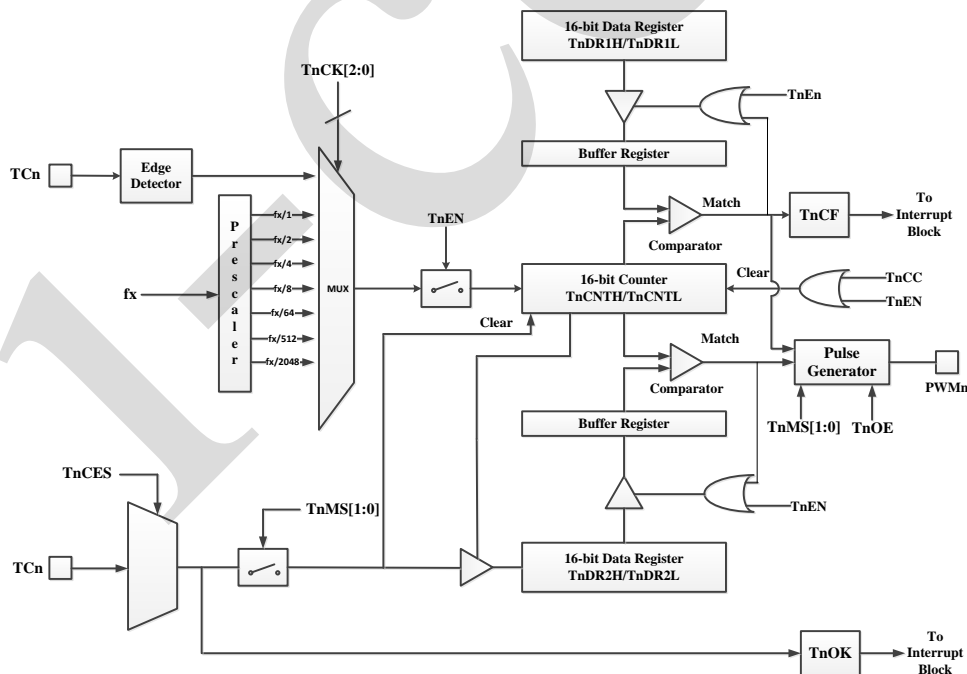 16-bit Data Register
TnDR1H/TnDR1L
TnCK[2:0]
TnEn
Buffer Register
TCn
Edge
Detector
Match
TnCF
To
Interrupt
Block
Prescaler
fx/1
fx/2
fx/4
fx/8
fx/64
fx/512
fx/2048
fx
MUX
TnEN
Comparator
16-bit Counter
TnCNTH/TnCNTL
Clear
TnCC
TnEN
Clear
Match
Comparator
Pulse
Generator
PWMn
TnMS[1:0]
TnOE
Buffer Register
TnCES
TnEN
TnMS[1:0]
TCn
16-bit Data Register
TnDR2H/TnDR2L
TnOK
To
Interrupt
Block